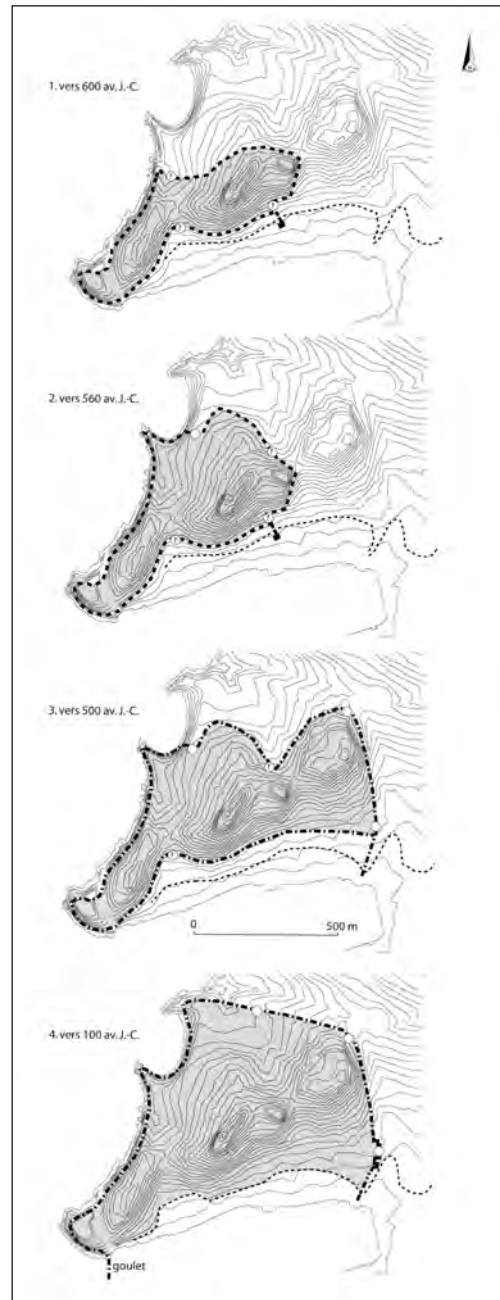 1. vers 600 av. J.-C.
2. vers 560 av. J.-C.
3. vers 500 av. J.-C.
0 500 m
4. vers 100 av. J.-C.
goulet